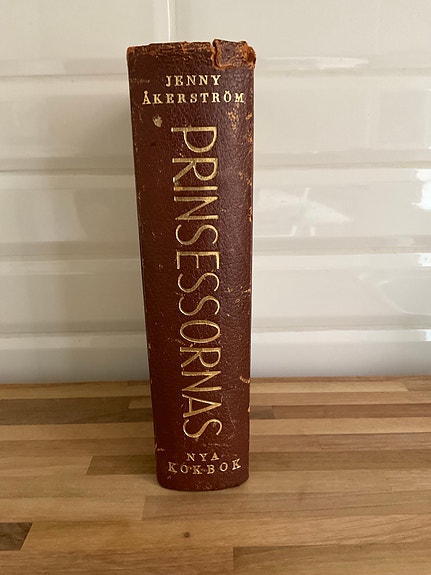 JENNY
ÅKERSTRÖM
PRINSESSORNAS
NYA
KOKBOK